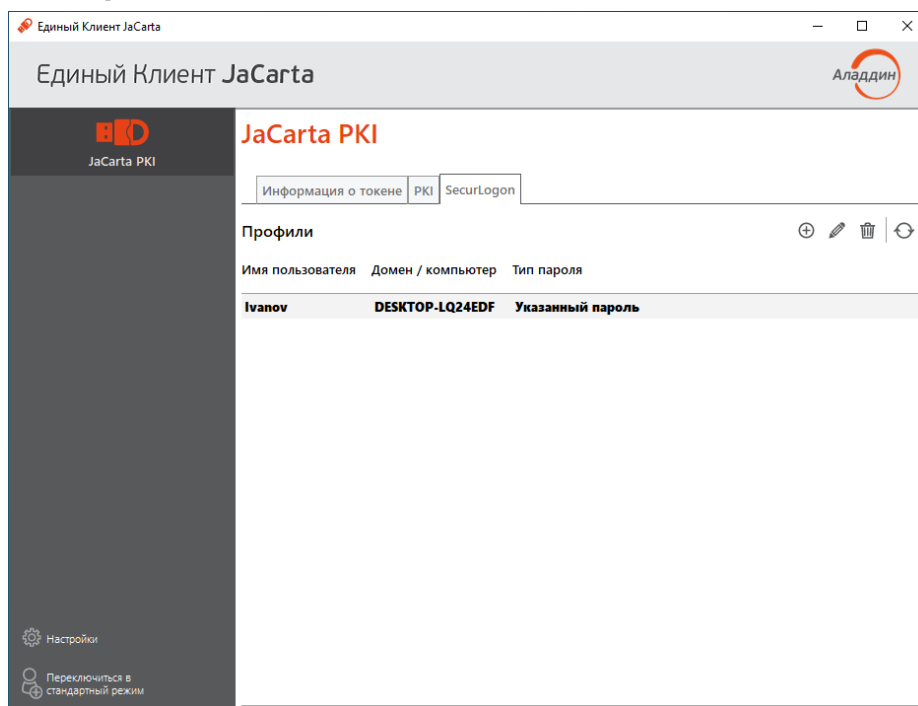 Единый Клиент JaCarta
Единый Клиент JaCarta
Аладдин
JaCarta PKI
JaCarta PKI
Информация о токене PKI SecurLogon
Профили
Имя пользователя Домен / компьютер Тип пароля
Ivanov DESKTOP-LQ24EDF Указанный пароль
Настройки
Переключиться в
стандартный режим